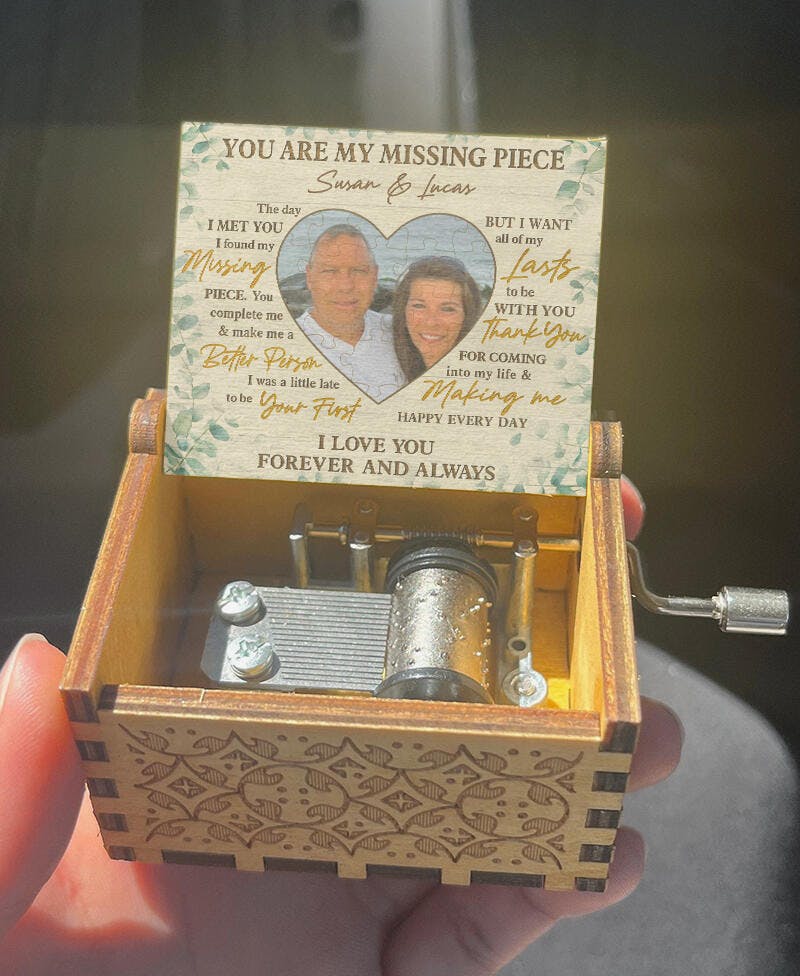 YOU ARE MY MISSING PIECE
Susan & Lucas
The day
I MET YOU
I found my
Missing
PIECE. You
complete me
& make me a
Better Person
I was a little late
to be Your First
BUT I WANT
all of my
Lasts
to be
WITH YOU
Thank You
FOR COMING
into my life &
Making me
HAPPY EVERY DAY
I LOVE YOU
FOREVER AND ALWAYS